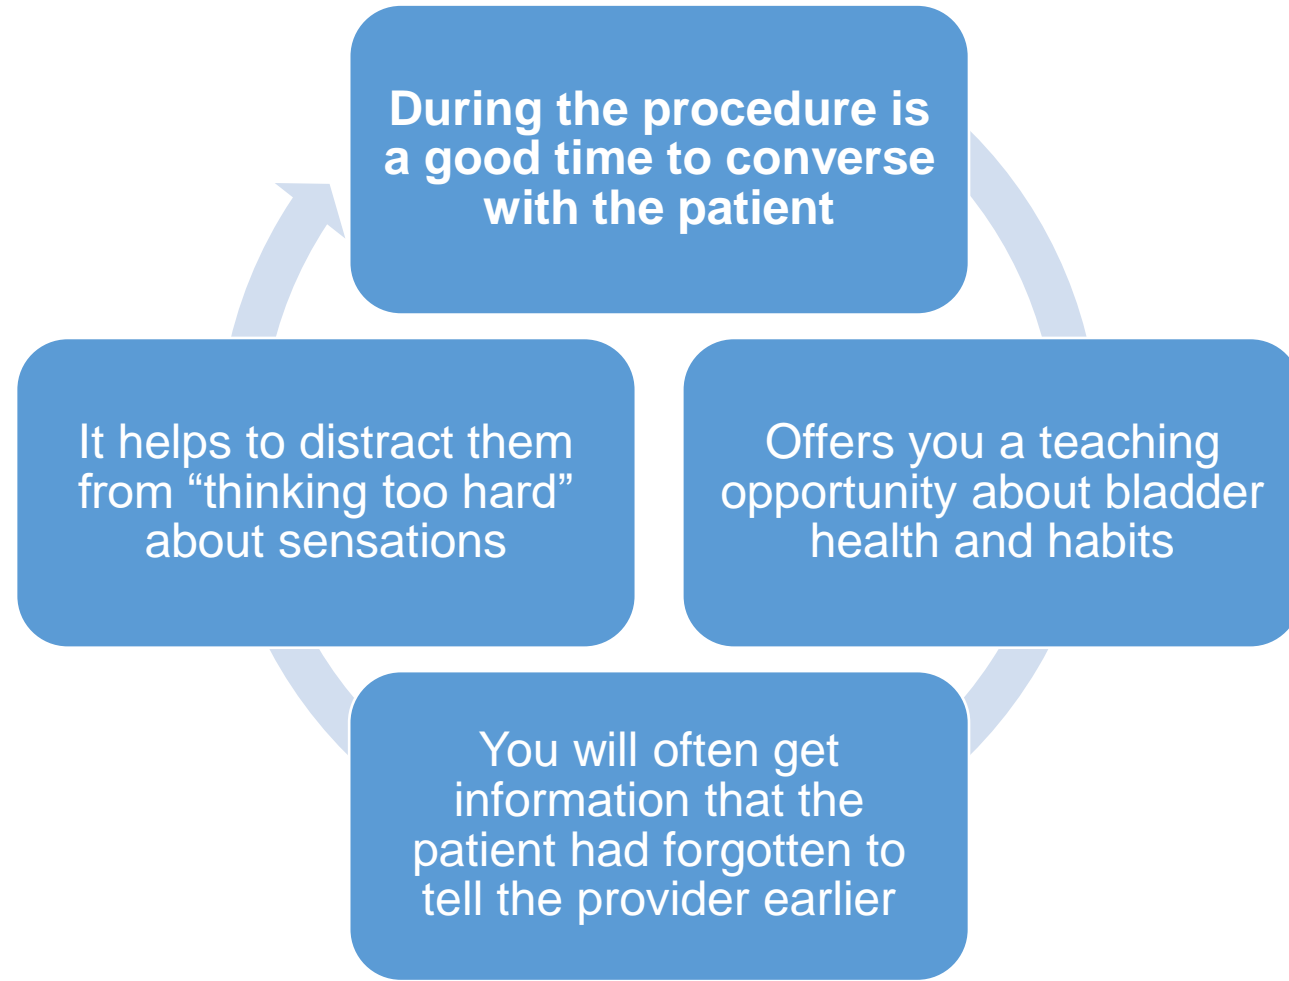 During the procedure is
a good time to converse
with the patient
Offers you a teaching
opportunity about bladder
health and habits
You will often get
information that the
patient had forgotten to
tell the provider earlier
It helps to distract them
from “thinking too hard”
about sensations